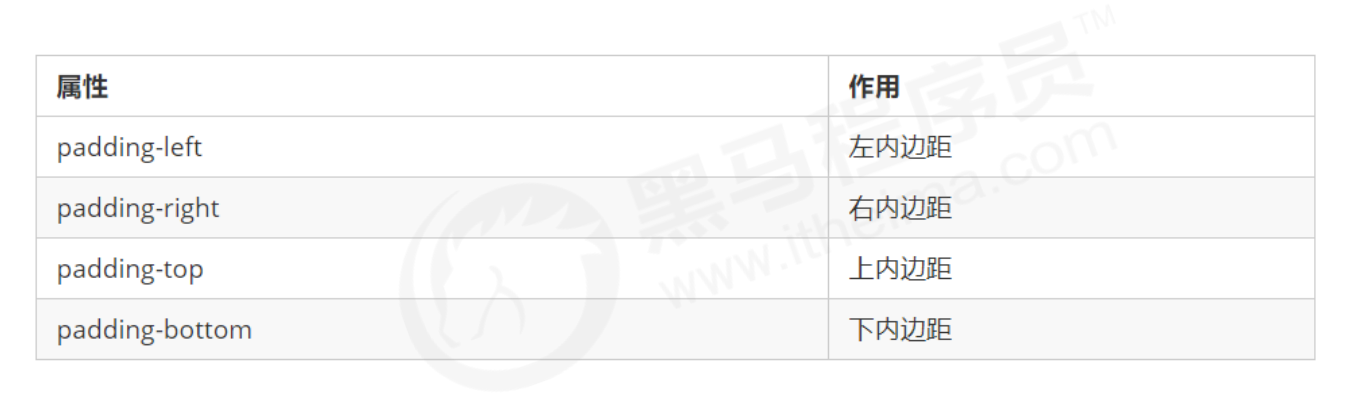 属性 作用
padding-left 左内边距
padding-right 右内边距
padding-top 上内边距
padding-bottom 下内边距
黑马程序员TM
www.itheima.com